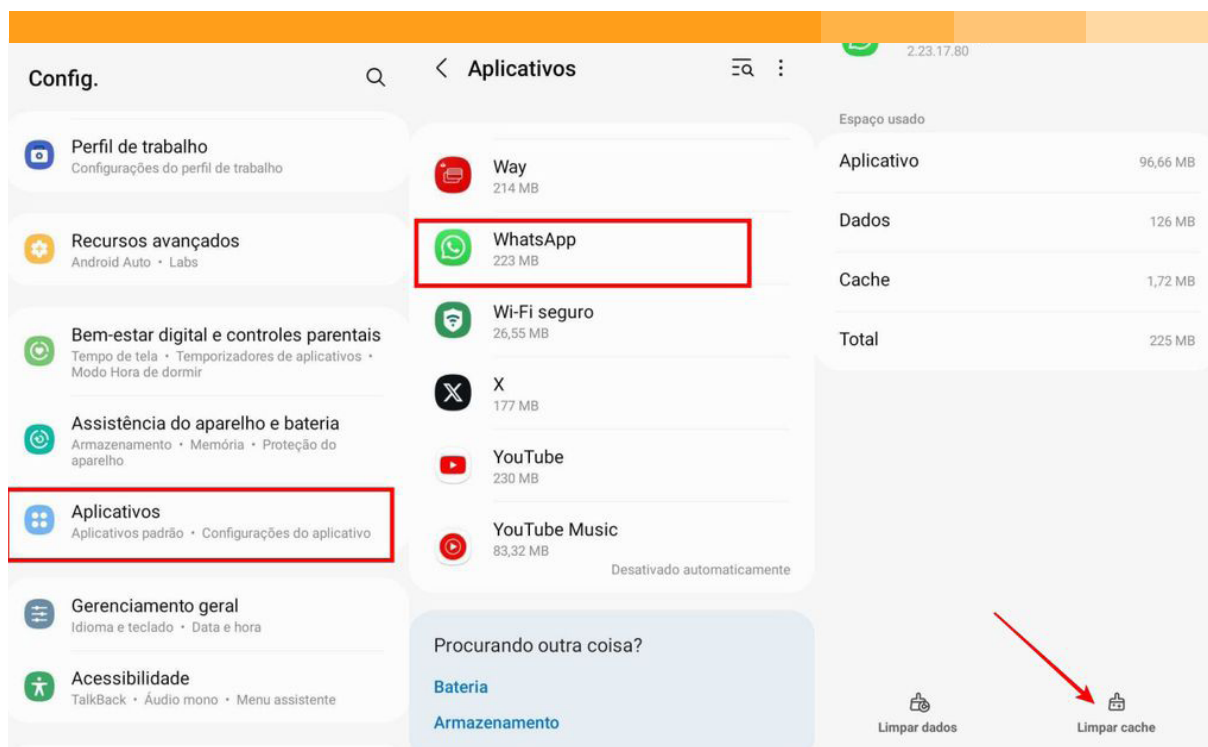 Config.
Perfil de trabalho
Configurações do perfil de trabalho
Recursos avançados
Android Auto • Labs
Bem-estar digital e controles parentais
Tempo de tela • Temporizadores de aplicativos •
Modo Hora de dormir
Assistência do aparelho e bateria
Armazenamento • Memória • Proteção do
aparelho
Aplicativos
Aplicativos padrão • Configurações do aplicativo
Gerenciamento geral
Idioma e teclado • Data e hora
Acessibilidade
TalkBack • Áudio mono • Menu assistente
Aplicativos
Way
214 MB
WhatsApp
223 MB
Wi-Fi seguro
26,55 MB
X
177 MB
YouTube
230 MB
YouTube Music
83,32 MB
Desativado automaticamente
Procurando outra coisa?
Bateria
Armazenamento
2.23.17.80
Espaço usado
Aplicativo 96,66 MB
Dados 126 MB
Cache 1,72 MB
Total 225 MB
Limpar dados
Limpar cache